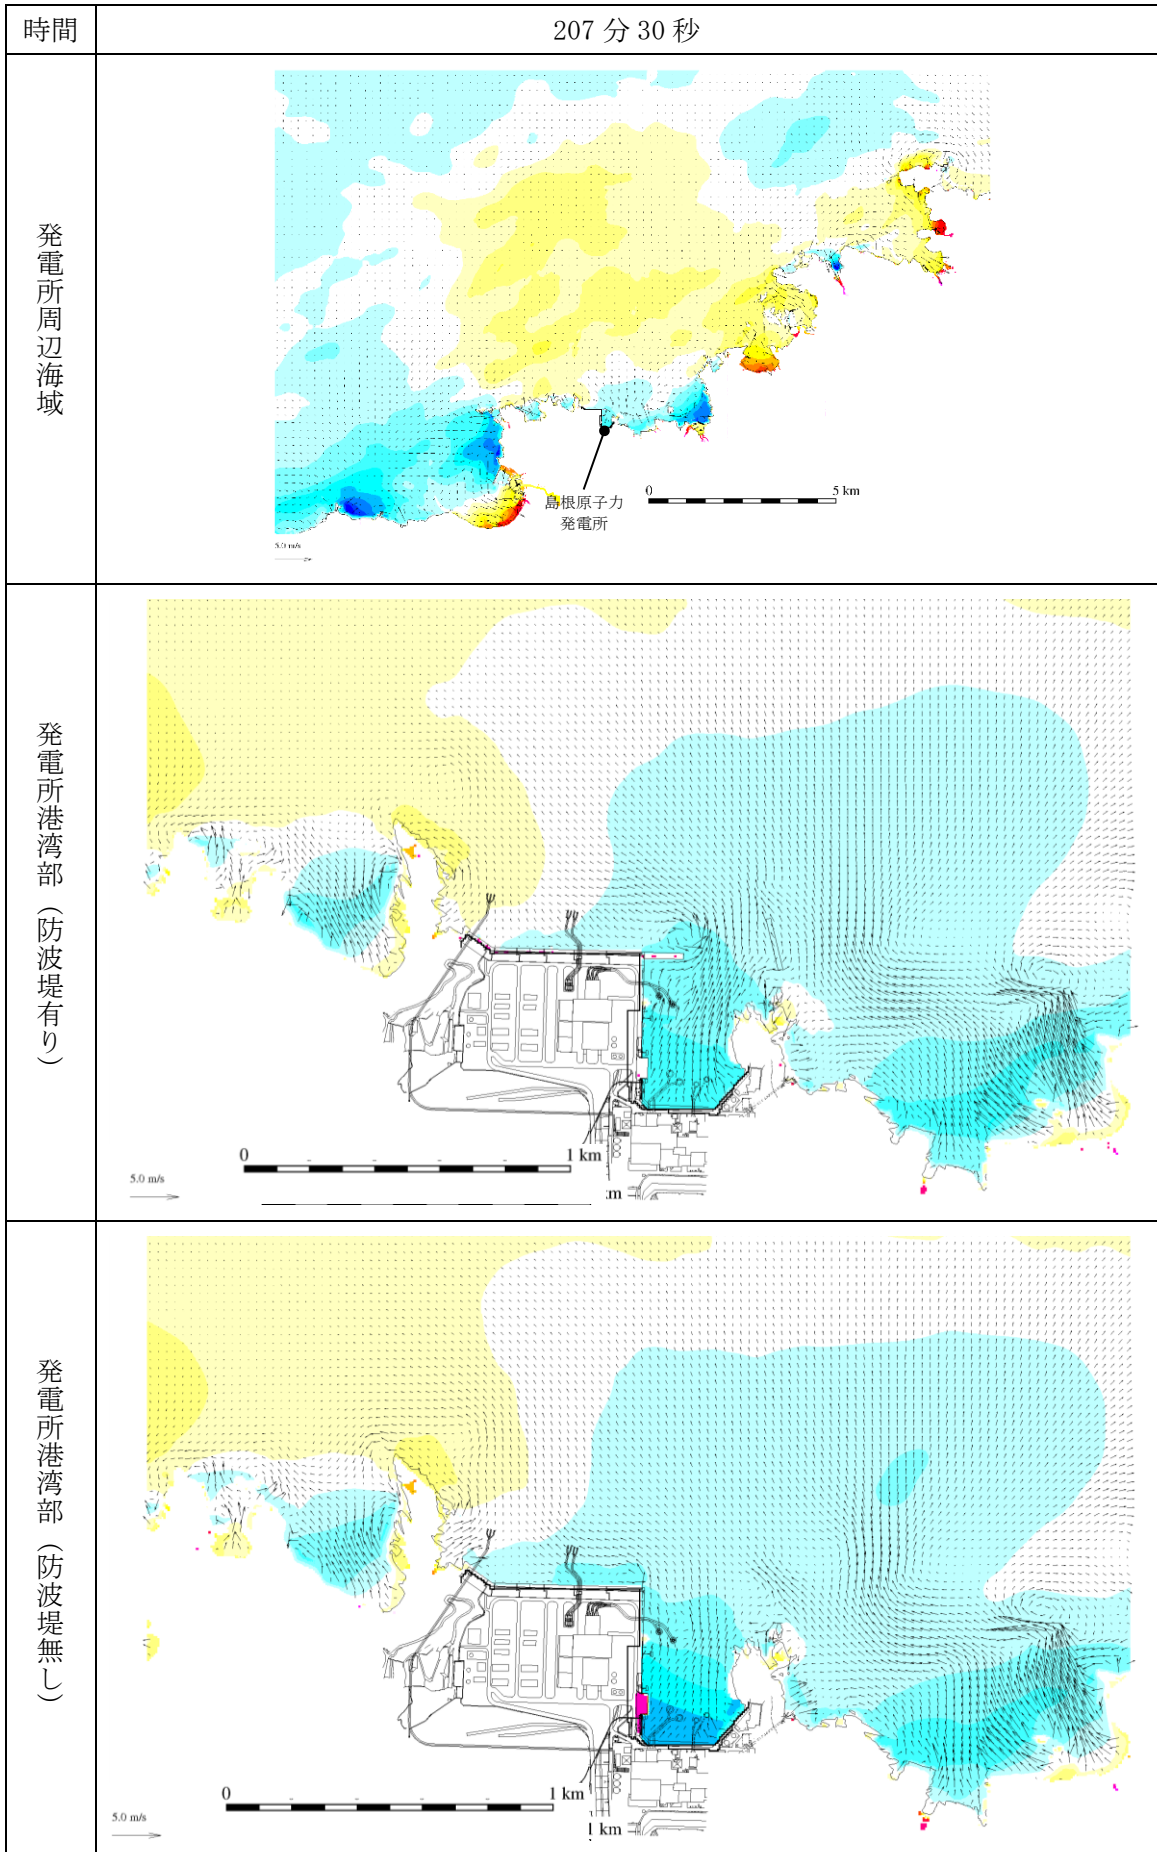 時間
207 分 30 秒
発電所周辺海域
島根原子力
発電所
0
5 km
5.0 m/s
発電所港湾部（防波堤有り）
0
1 km
km
5.0 m/s
発電所港湾部（防波堤無し）
0
1 km
1 km
5.0 m/s